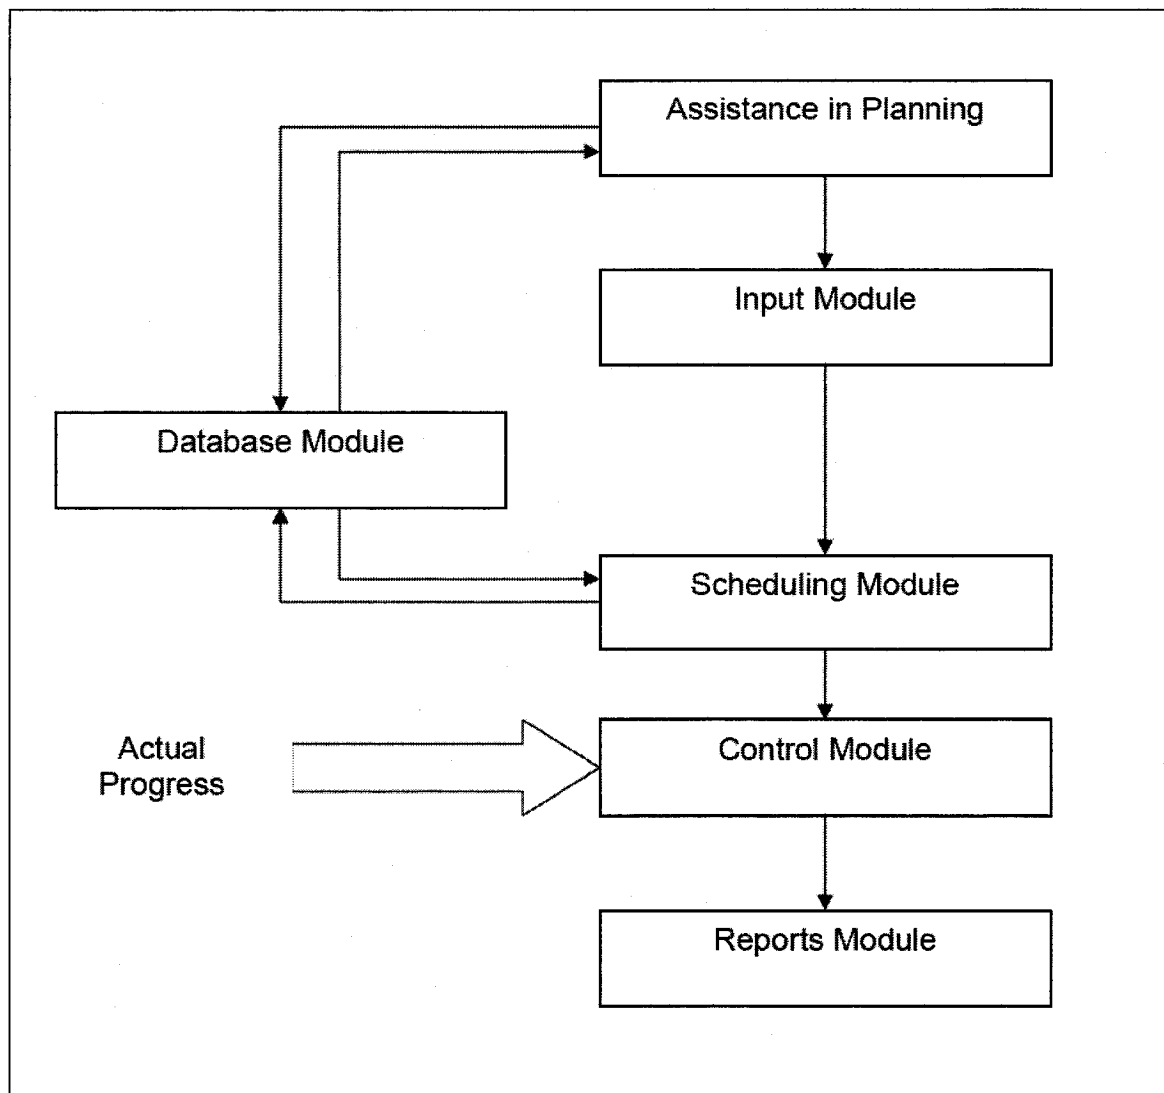 Assistance in Planning
Input Module
Database Module
Scheduling Module
Actual
Progress
Control Module
Reports Module